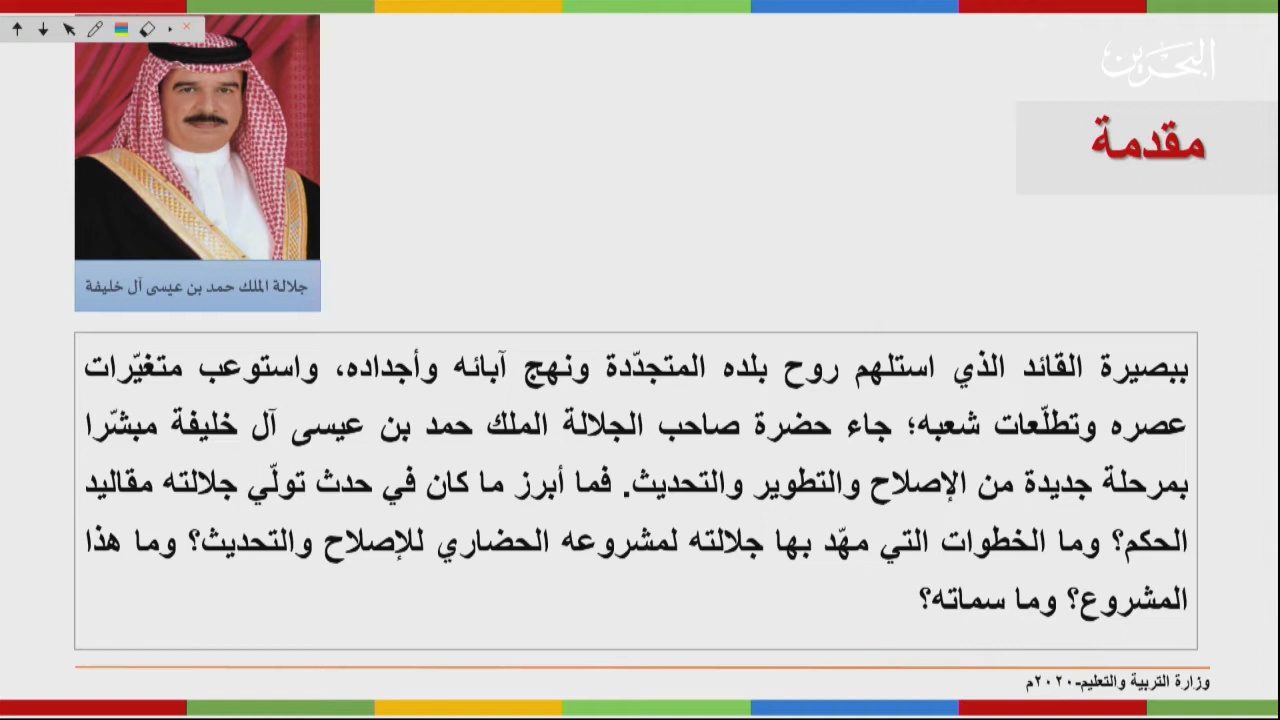 البحرين
مقدمة
جلالة الملك حمد بن عيسى آل خليفة
ببصيرة القائد الذي استلهم روح بلده المتجدّدة ونهج آبائه وأجداده، واستوعب متغيّرات
عصره وتطلّعات شعبه؛ جاء حضرة صاحب الجلالة الملك حمد بن عيسى آل خليفة مبشّرا
بمرحلة جديدة من الإصلاح والتطوير والتحديث. فما أبرز ما كان في حدث تولّي جلالته مقاليد
الحكم؟ وما الخطوات التي مهّد بها جلالته لمشروعه الحضاري للإصلاح والتحديث؟ وما هذا
المشروع؟ وما سماته؟
وزارة التربية والتعليم-٢٠٢٠م